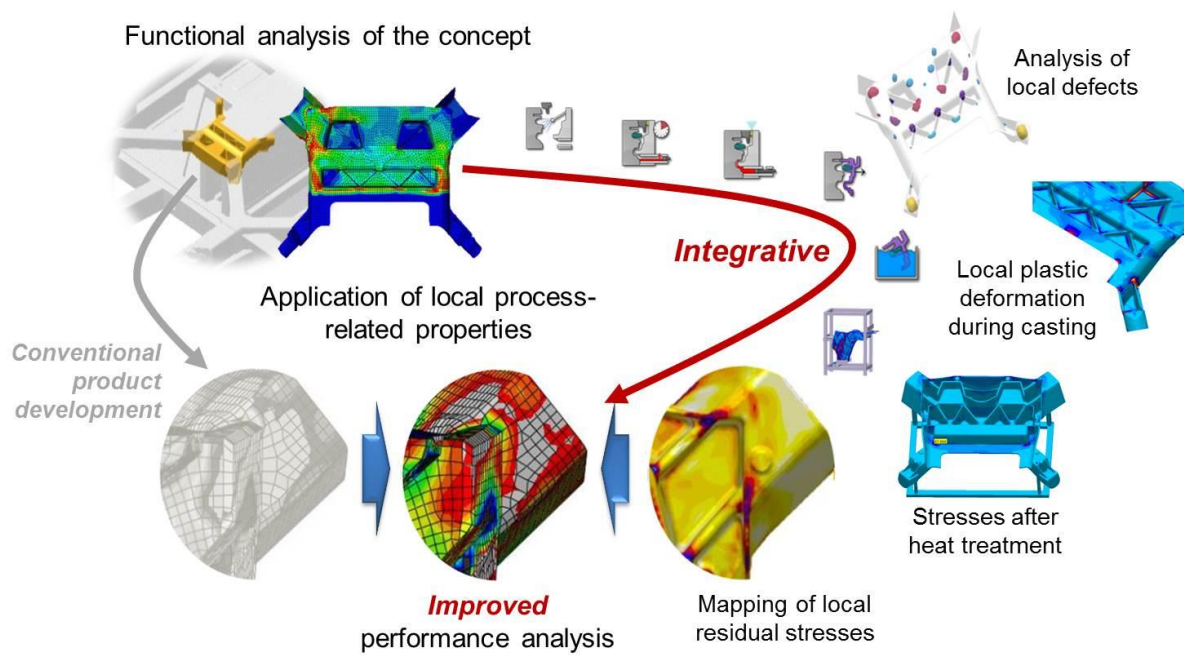 Functional analysis of the concept
Analysis of
local defects
Integrative
Local plastic
deformation
during casting
Application of local process-
related properties
Conventional
product
development
Stresses after
heat treatment
Improved
performance analysis
Mapping of local
residual stresses